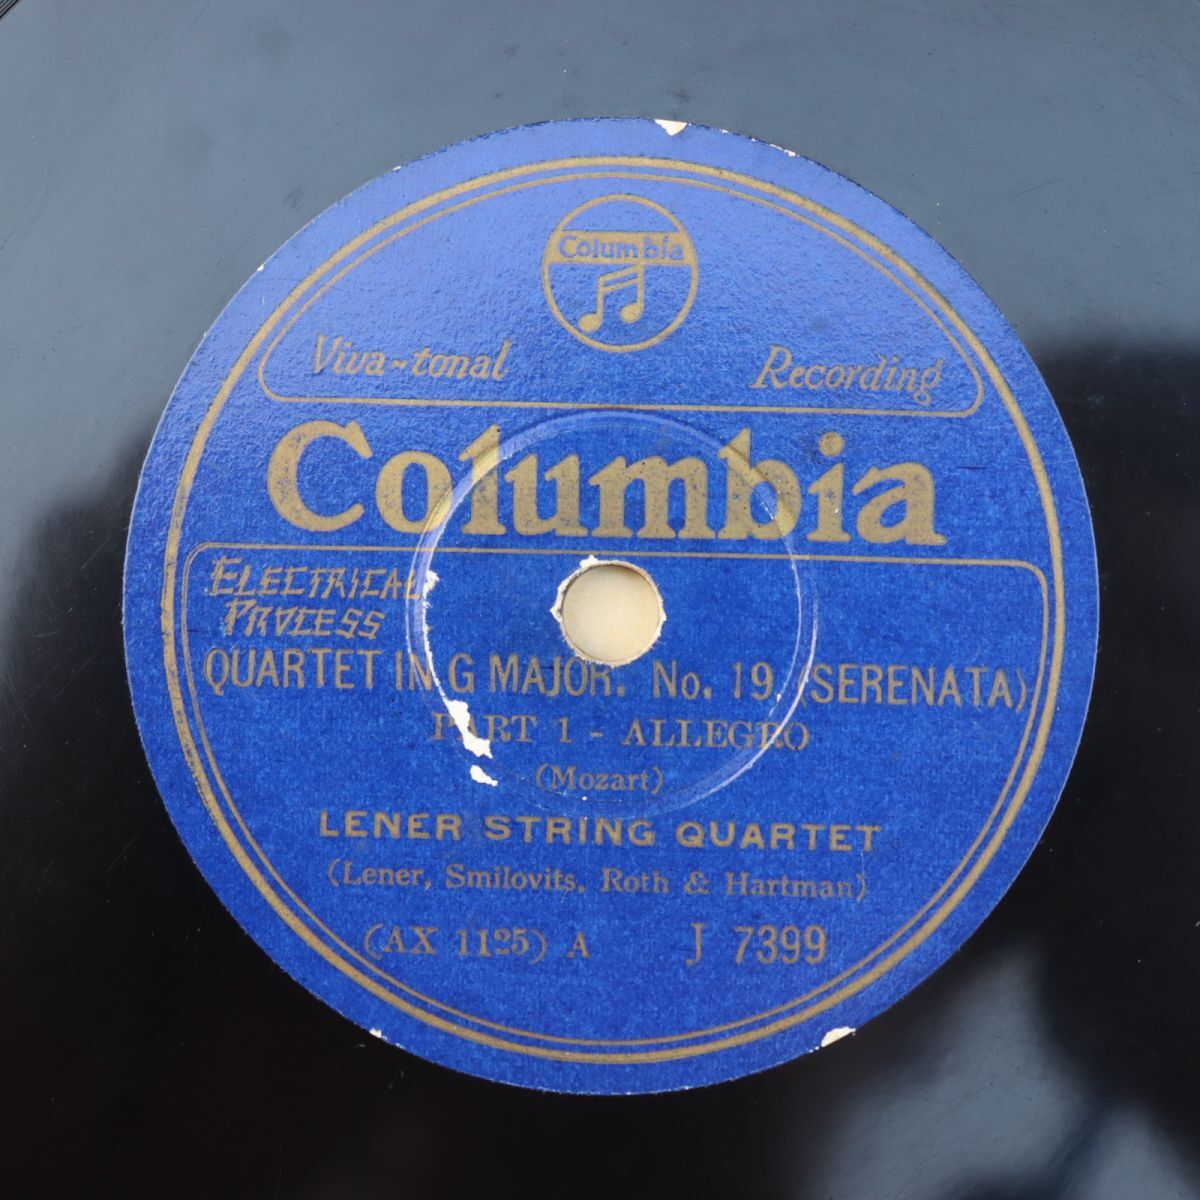 Columbia
Viva-tonal Recording
Columbia
ELECTRICAL
PROCESS
QUARTET IN G MAJOR. No. 19. (SERENATA)
PART 1 - ALLEGRO
(Mozart)
LENER STRING QUARTET
(Lener, Smilovits, Roth & Hartman)
(AX 1125) A J 7399